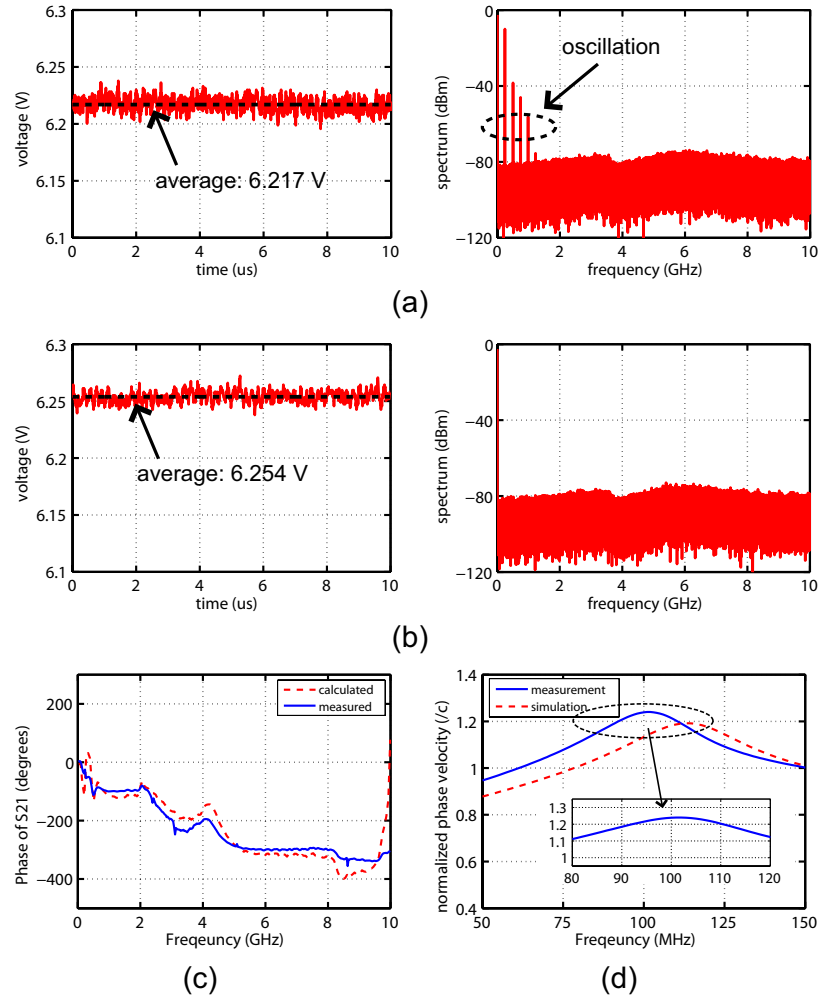 6.3
6.25
6.2
6.15
6.1
voltage (V)
average: 6.217 V
0 2 4 6 8 10
time (us)
0
−40
−80
−120
spectrum (dBm)
oscillation
0 2 4 6 8 10
frequency (GHz)
(a)
6.3
6.25
6.2
6.15
6.1
voltage (V)
average: 6.254 V
0 2 4 6 8 10
time (us)
0
−40
−80
−120
spectrum (dBm)
0 2 4 6 8 10
frequency (GHz)
(b)
200
0
−200
−400
Phase of S21 (degrees)
calculated
measured
0 2 4 6 8 10
Freqeuncy (GHz)
(c)
1.4
1.2
1
0.8
0.6
0.4
normalized phase velocity (/c)
measurement
simulation
1.3
1.2
1.1
1
80 90 100 110 120
50 75 100 125 150
Freqeuncy (MHz)
(d)